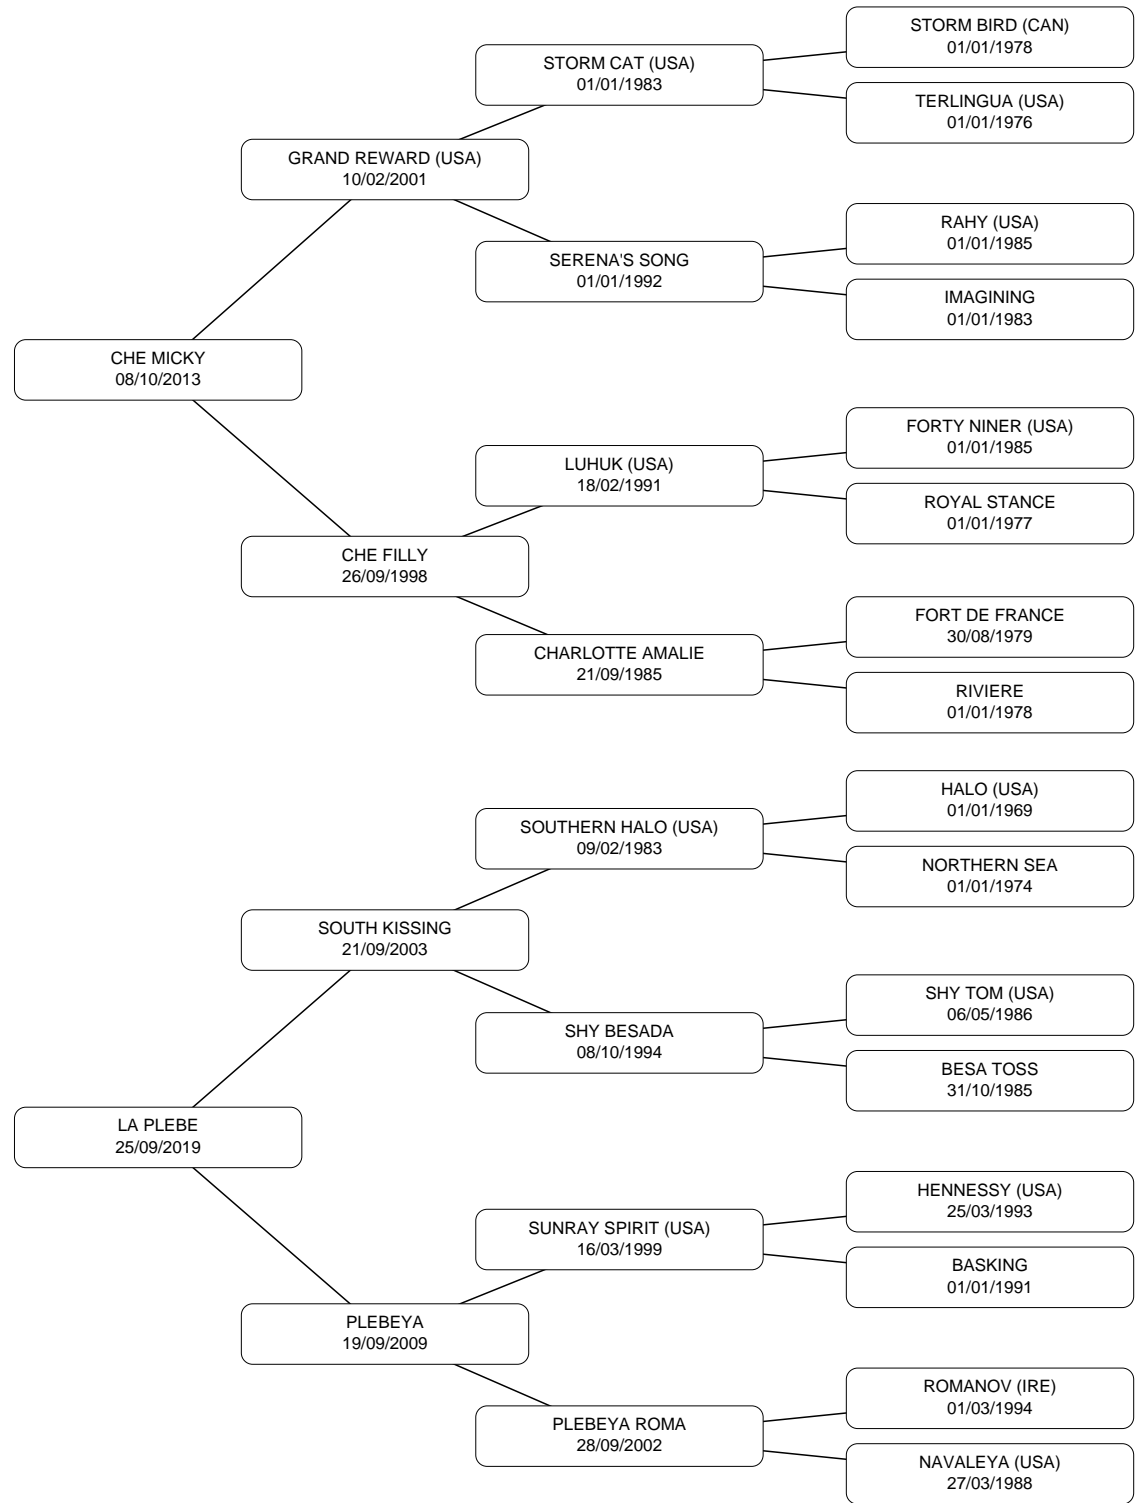 STORM BIRD (CAN)
01/01/1978
STORM CAT (USA)
01/01/1983
TERLINGUA (USA)
01/01/1976
GRAND REWARD (USA)
10/02/2001
RAHY (USA)
01/01/1985
SERENA'S SONG
01/01/1992
IMAGINING
01/01/1983
CHE MICKY
08/10/2013
FORTY NINER (USA)
01/01/1985
LUHUK (USA)
18/02/1991
ROYAL STANCE
01/01/1977
CHE FILLY
26/09/1998
FORT DE FRANCE
30/08/1979
CHARLOTTE AMALIE
21/09/1985
RIVIERE
01/01/1978
HALO (USA)
01/01/1969
SOUTHERN HALO (USA)
09/02/1983
NORTHERN SEA
01/01/1974
SOUTH KISSING
21/09/2003
SHY TOM (USA)
06/05/1986
SHY BESADA
08/10/1994
BESA TOSS
31/10/1985
LA PLEBE
25/09/2019
HENNESSY (USA)
25/03/1993
SUNRAY SPIRIT (USA)
16/03/1999
BASKING
01/01/1991
PLEBEYA
19/09/2009
ROMANOV (IRE)
01/03/1994
PLEBEYA ROMA
28/09/2002
NAVALEYA (USA)
27/03/1988